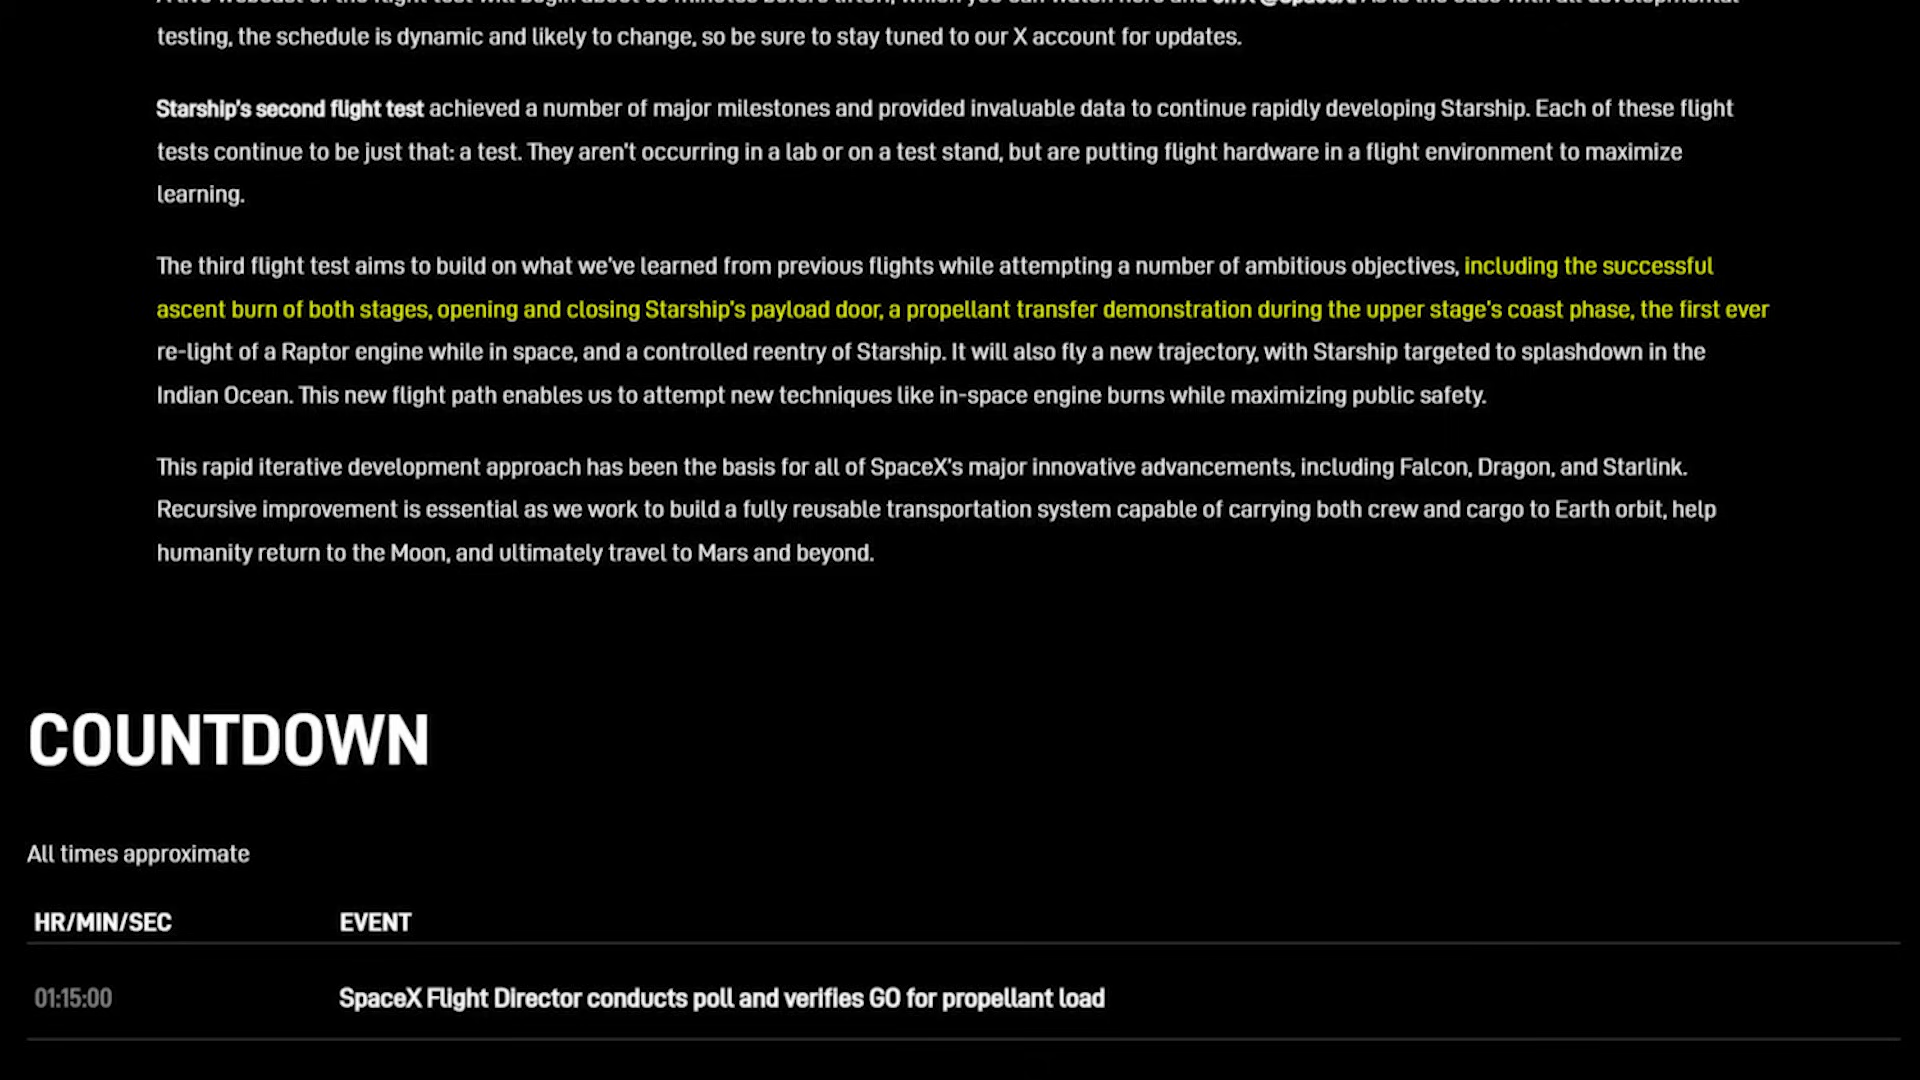 testing, the schedule is dynamic and likely to change, so be sure to stay tuned to our X account for updates.
Starship's second flight test achieved a number of major milestones and provided invaluable data to continue rapidly developing Starship. Each of these flight
tests continue to be just that: a test. They aren't occurring in a lab or on a test stand, but are putting flight hardware in a flight environment to maximize
learning.
The third flight test aims to build on what we've learned from previous flights while attempting a number of ambitious objectives, including the successful
ascent burn of both stages, opening and closing Starship's payload door, a propellant transfer demonstration during the upper stage's coast phase, the first ever
re-light of a Raptor engine while in space, and a controlled reentry of Starship. It will also fly a new trajectory, with Starship targeted to splashdown in the
Indian Ocean. This new flight path enables us to attempt new techniques like in-space engine burns while maximizing public safety.
This rapid iterative development approach has been the basis for all of SpaceX's major innovative advancements, including Falcon, Dragon, and Starlink.
Recursive improvement is essential as we work to build a fully reusable transportation system capable of carrying both crew and cargo to Earth orbit, help
humanity return to the Moon, and ultimately travel to Mars and beyond.
COUNTDOWN
All times approximate
HR/MIN/SEC EVENT
01:15:00 SpaceX Flight Director conducts poll and verifies GO for propellant load